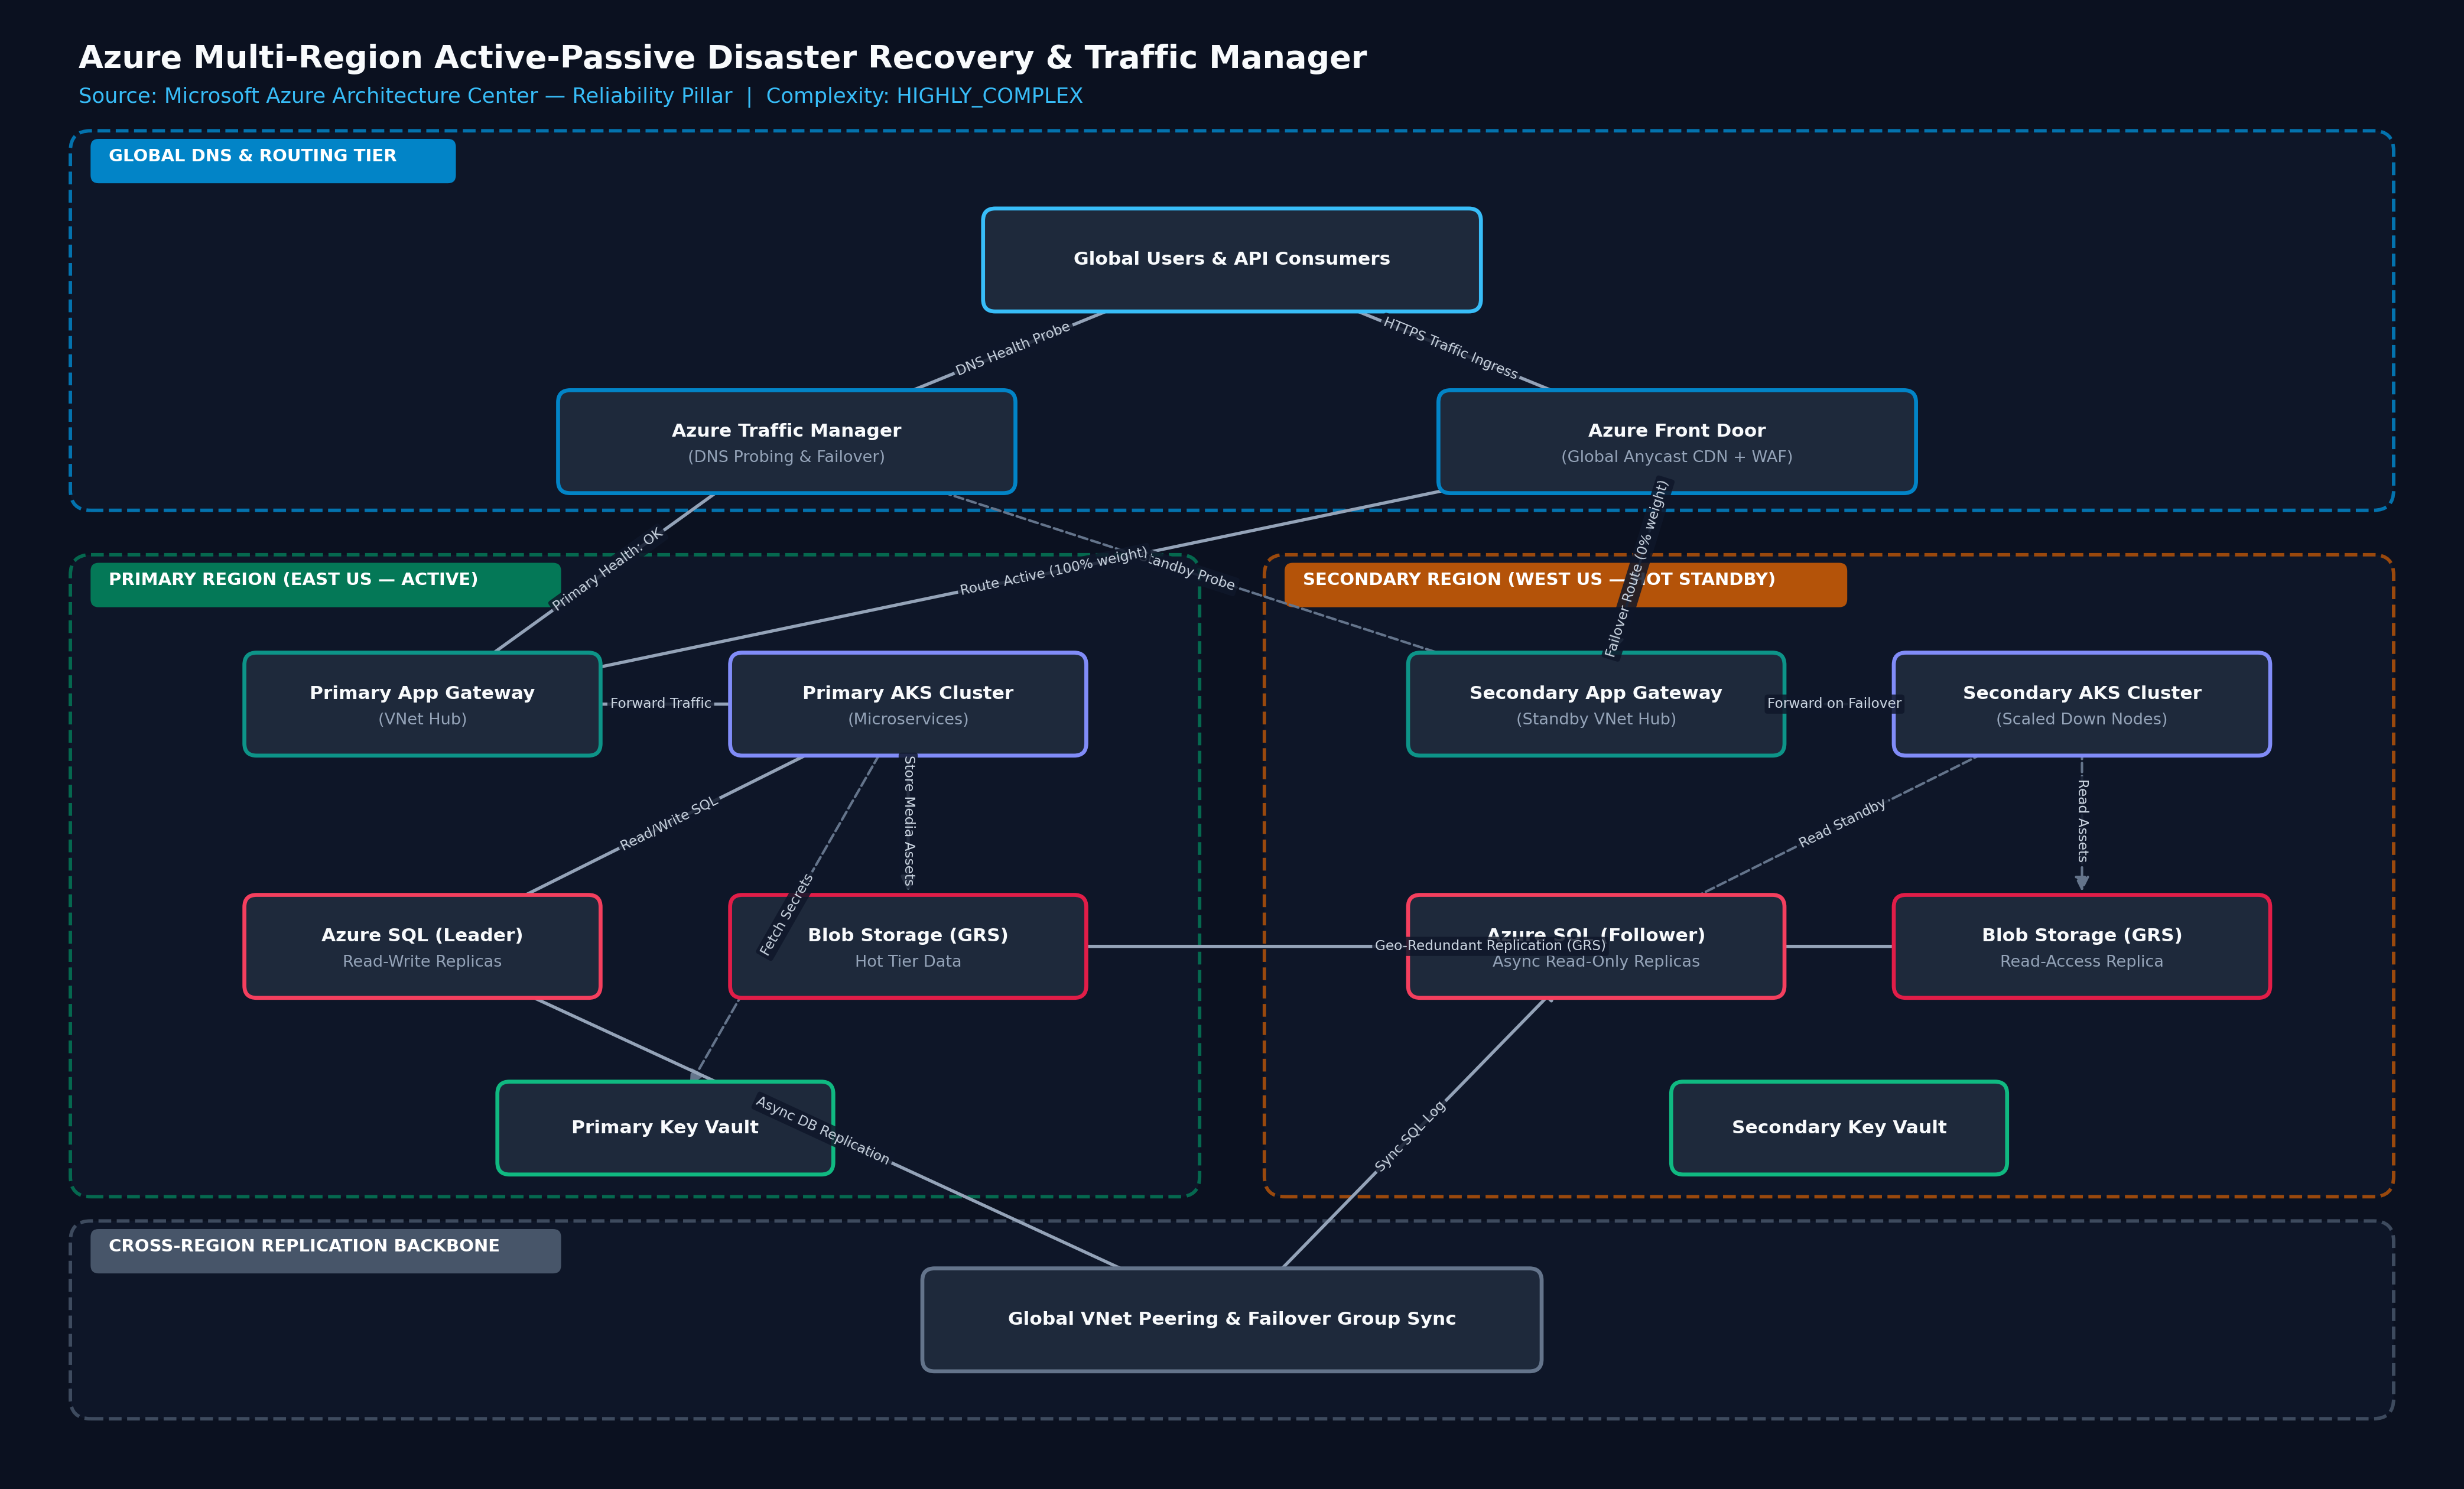 Azure Multi-Region Active-Passive Disaster Recovery & Traffic Manager
Source: Microsoft Azure Architecture Center — Reliability Pillar | Complexity: HIGHLY_COMPLEX
GLOBAL DNS & ROUTING TIER
Global Users & API Consumers
DNS Health Probe
HTTPS Traffic Ingress
Azure Traffic Manager
(DNS Probing & Failover)
Azure Front Door
(Global Anycast CDN + WAF)
Primary Health: OK
Route Active (100% weight)
Probe
Failover Route (0% weight)
PRIMARY REGION (EAST US — ACTIVE)
SECONDARY REGION (WEST US — STANDBY)
Primary App Gateway
(VNet Hub)
Forward Traffic
Primary AKS Cluster
(Microservices)
Secondary App Gateway
(Standby VNet Hub)
Forward on Failover
Secondary AKS Cluster
(Scaled Down Nodes)
Read/Write SQL
Fetch Secrets
Store Media Assets
Read Standby
Read Assets
Azure SQL (Leader)
Read-Write Replicas
Blob Storage (GRS)
Hot Tier Data
Geo-Redundant Replication (GRS)
Azure SQL (Follower)
Async Read-Only Replicas
Blob Storage (GRS)
Read-Access Replica
Primary Key Vault
Async DB Replication
Sync SQL Log
Secondary Key Vault
CROSS-REGION REPLICATION BACKBONE
Global VNet Peering & Failover Group Sync